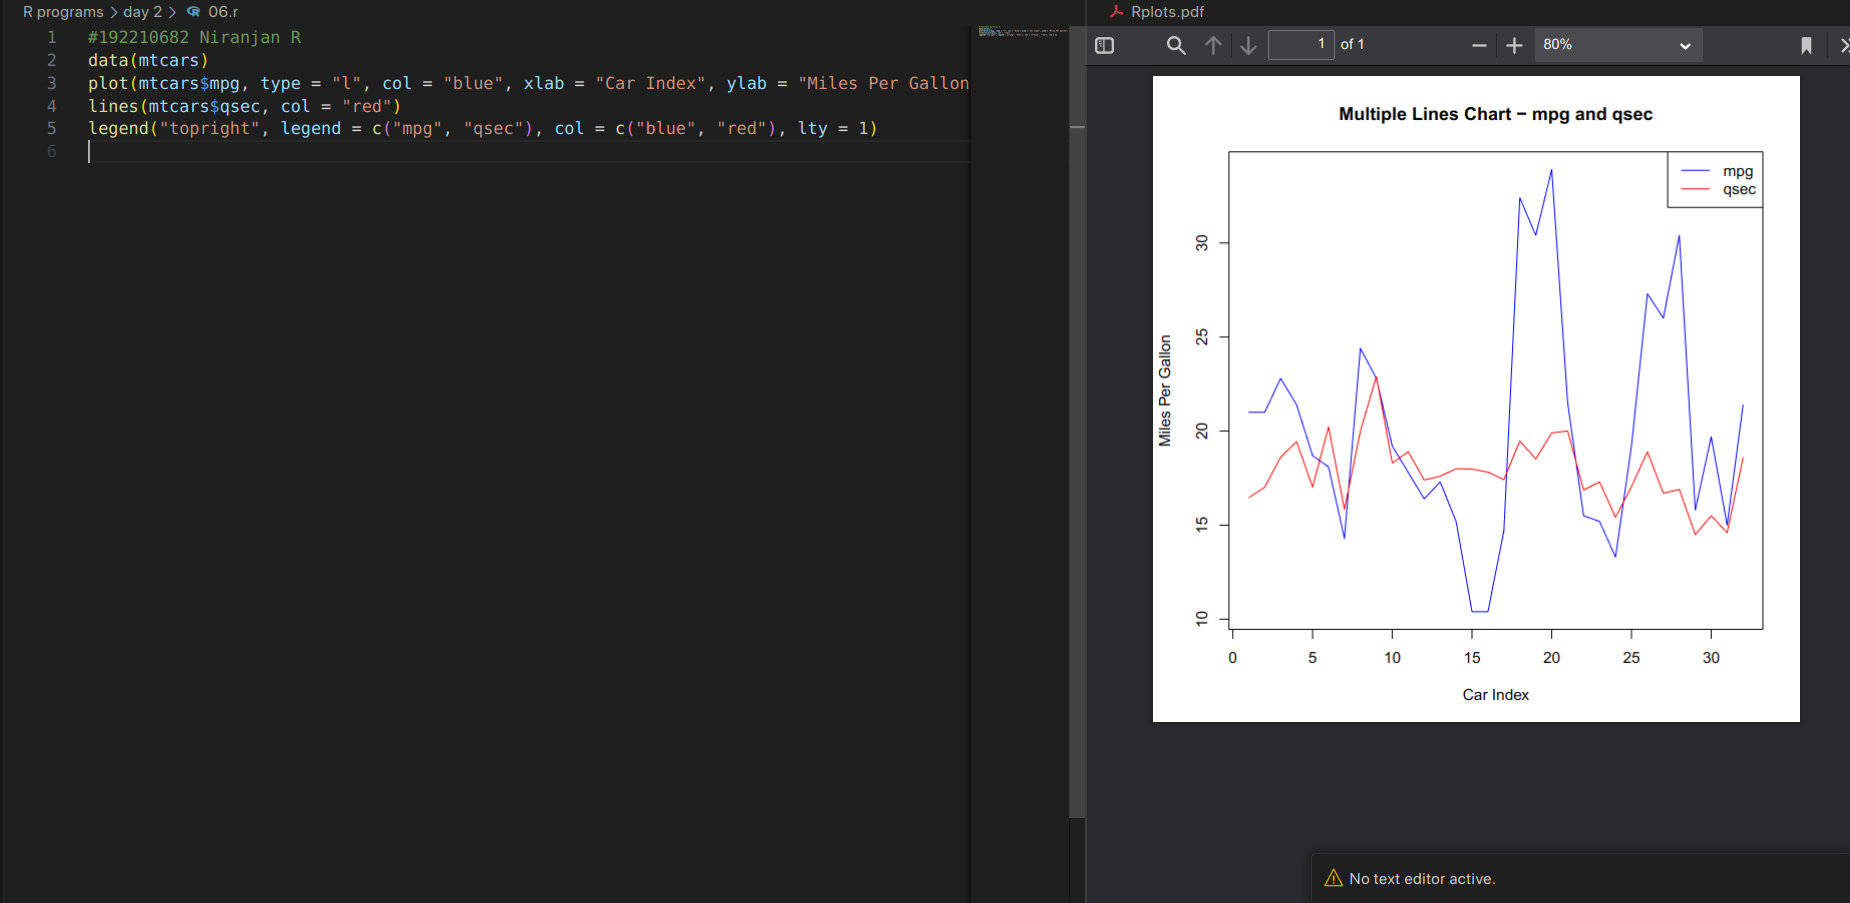 R programs > day 2 > 06.r
1 #192210682 Niranjan R
2 data(mtcars)
3 plot(mtcars$mpg, type = "l", col = "blue", xlab = "Car Index", ylab = "Miles Per Gallon
4 lines(mtcars$qsec, col = "red")
5 legend("topright", legend = c("mpg", "qsec"), col = c("blue", "red"), lty = 1)
6
Rplots.pdf
1 of 1
80%
Multiple Lines Chart − mpg and qsec
mpg
qsec
Miles Per Gallon
30
25
20
15
10
0 5 10 15 20 25 30
Car Index
No text editor active.